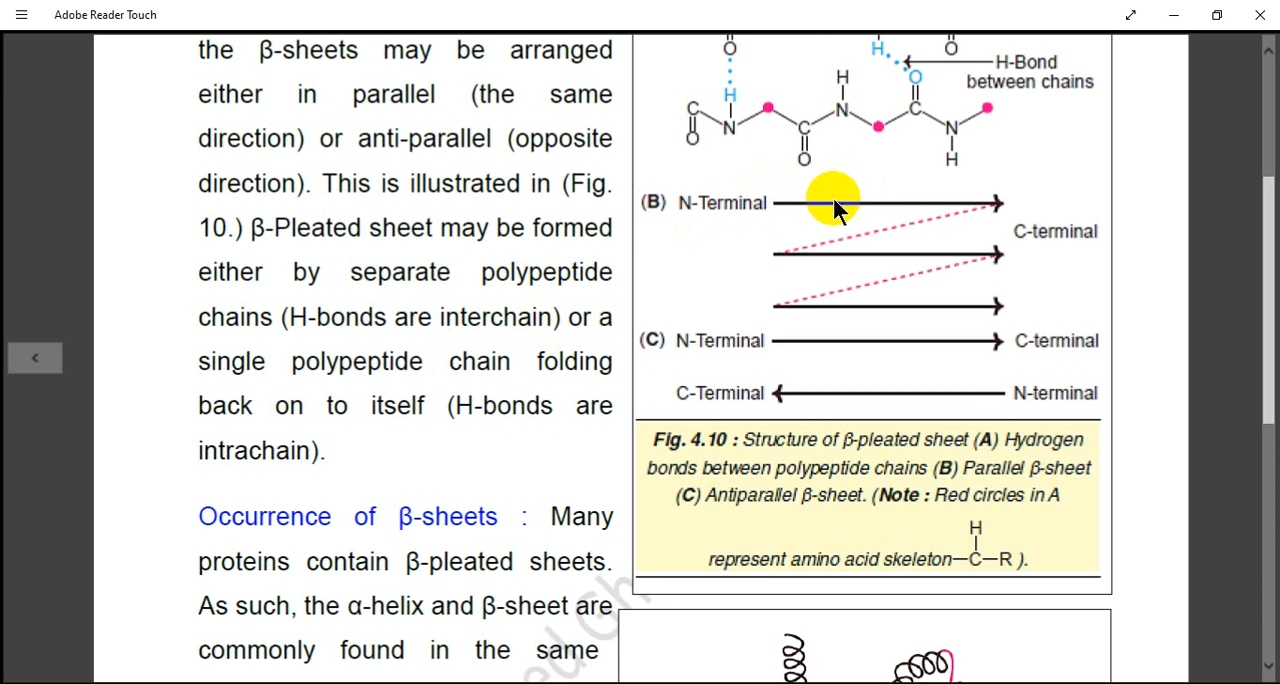 Adobe Reader Touch
the β-sheets may be arranged
either in parallel (the same
direction) or anti-parallel (opposite
direction). This is illustrated in (Fig.
10.) β-Pleated sheet may be formed
either by separate polypeptide
chains (H-bonds are interchain) or a
single polypeptide chain folding
back on to itself (H-bonds are
intrachain).
Occurrence of β-sheets : Many
proteins contain β-pleated sheets.
As such, the α-helix and β-sheet are
commonly found in the same
O H O
H-Bond
between chains
H H O
C N C N C N
O O H
(B) N-Terminal
C-terminal
(C) N-Terminal C-terminal
C-Terminal N-terminal
Fig. 4.10 : Structure of β-pleated sheet (A) Hydrogen
bonds between polypeptide chains (B) Parallel β-sheet
(C) Antiparallel β-sheet. (Note : Red circles in A
H
represent amino acid skeleton—C—R ).